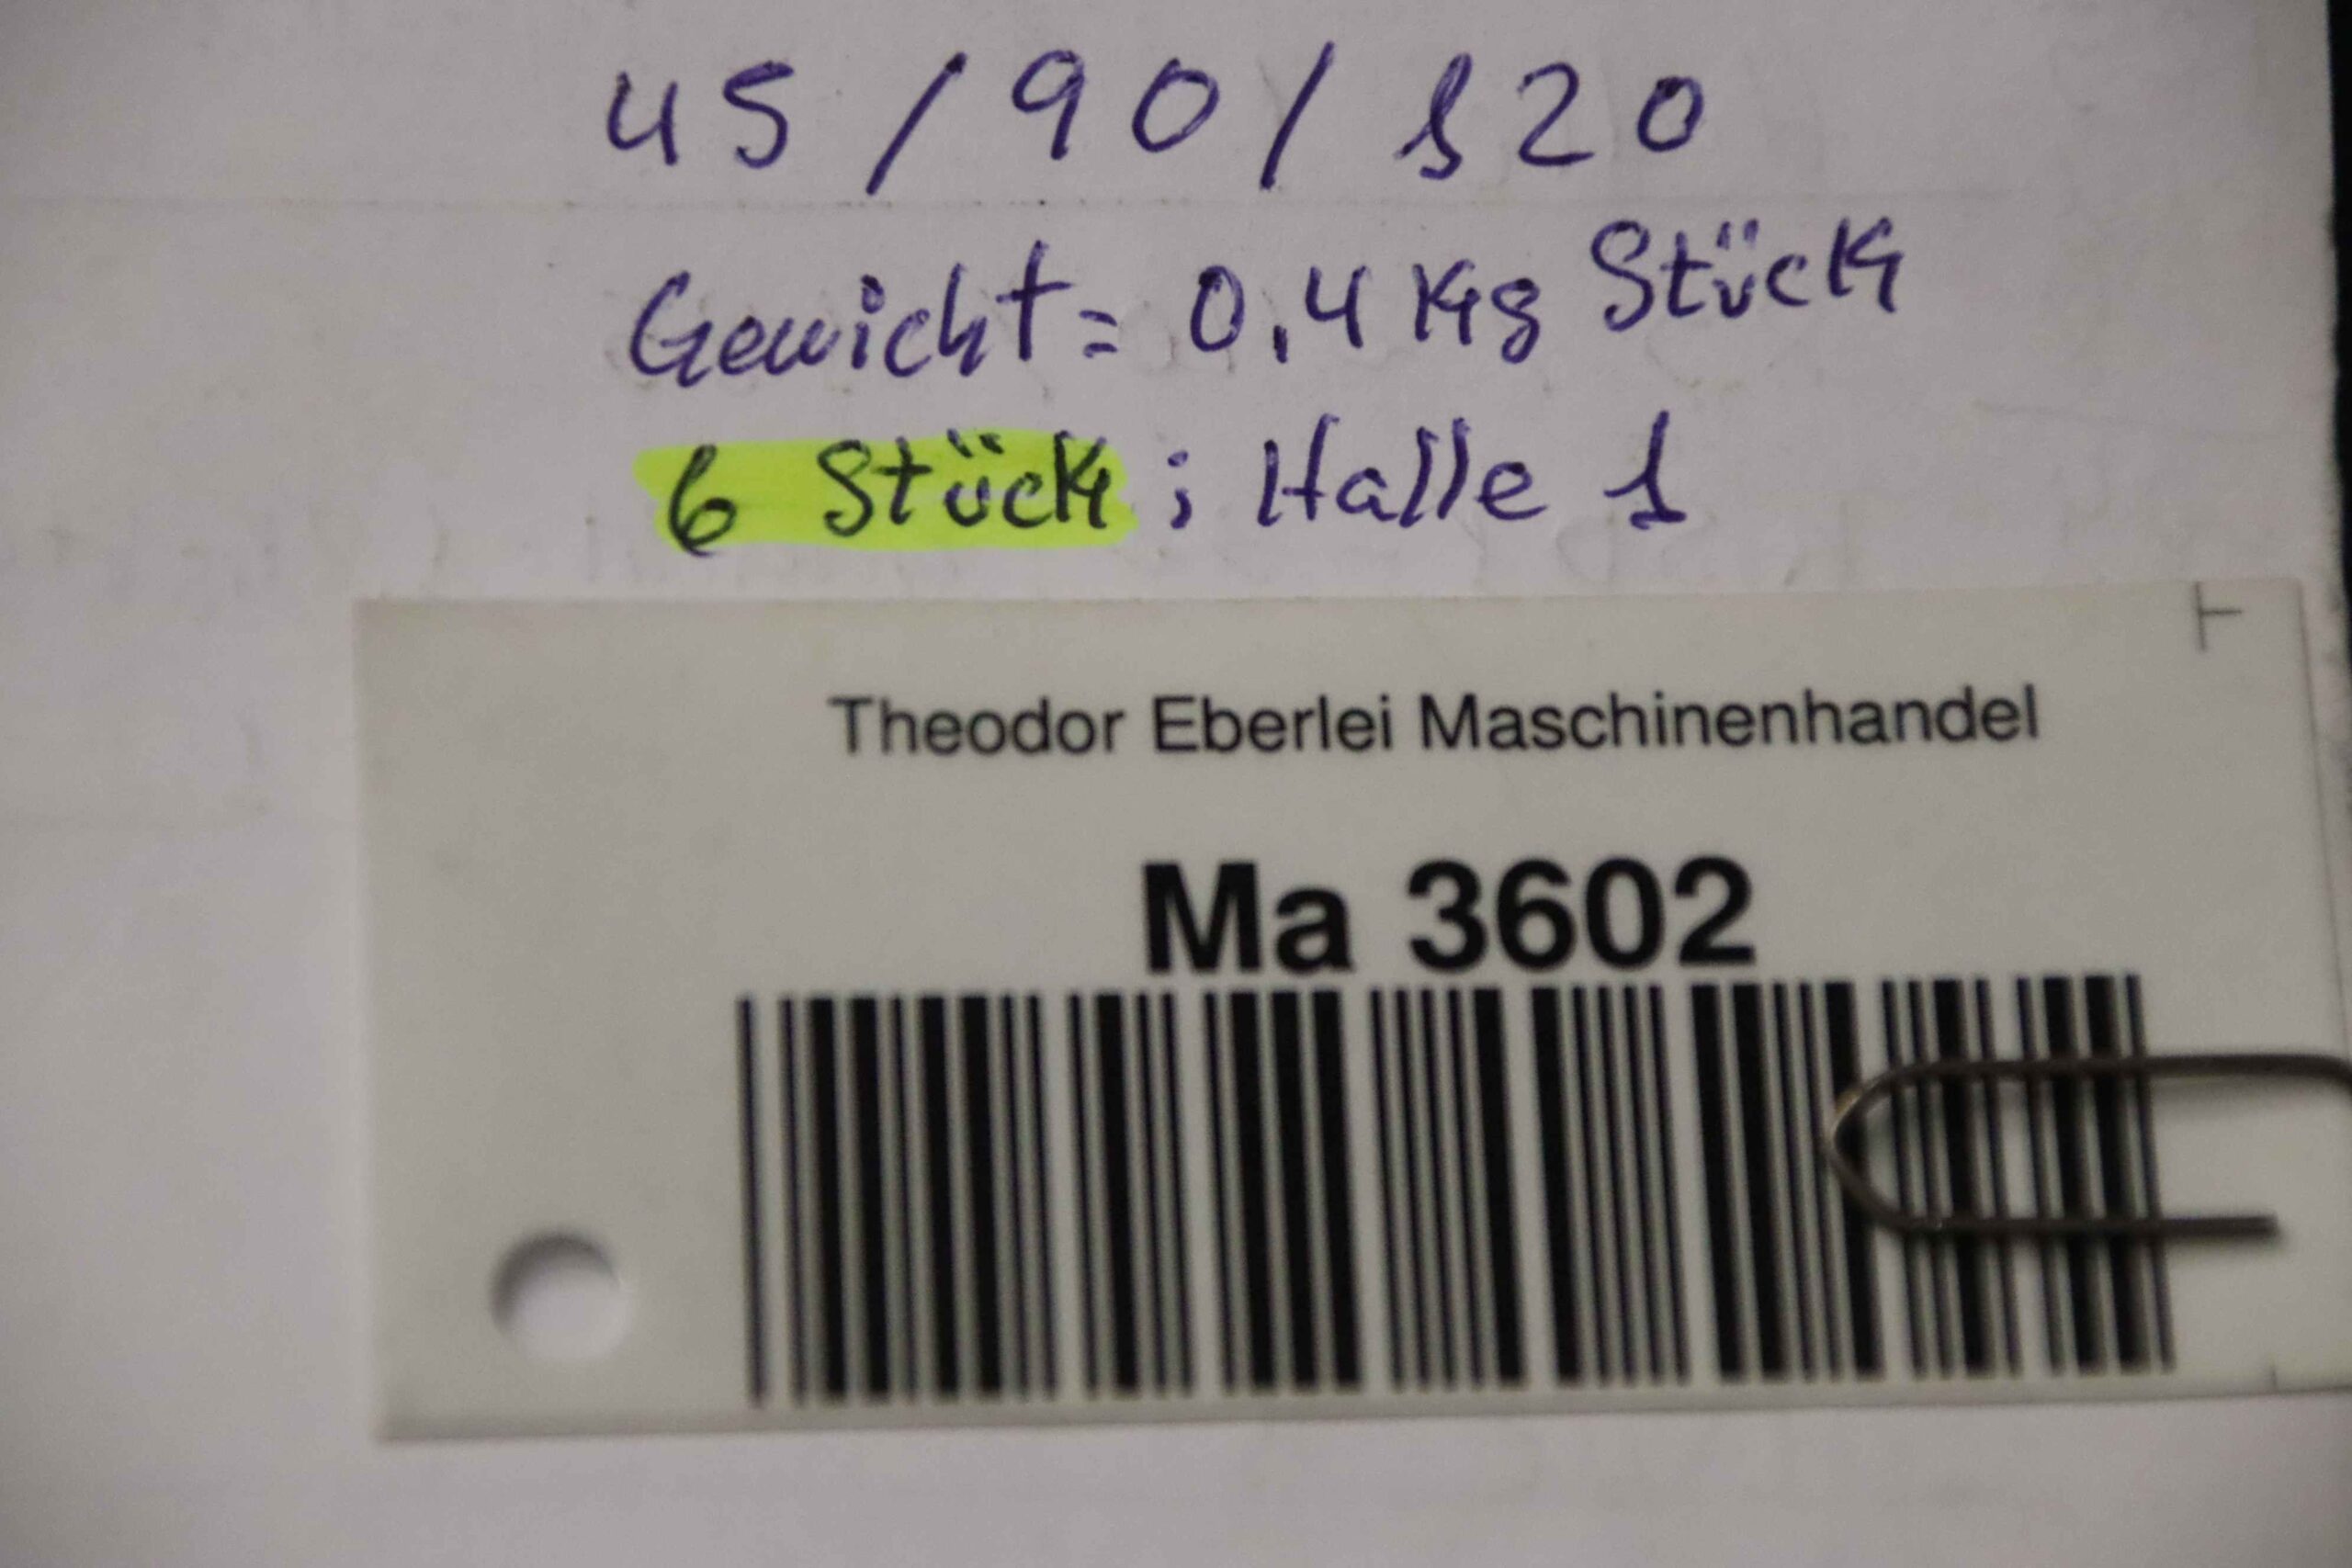 45/90/120
Gewicht = 0,4 Kg Stück
6 Stück ; Halle 1
Theodor Eberlei Maschinenhandel
Ma 3602